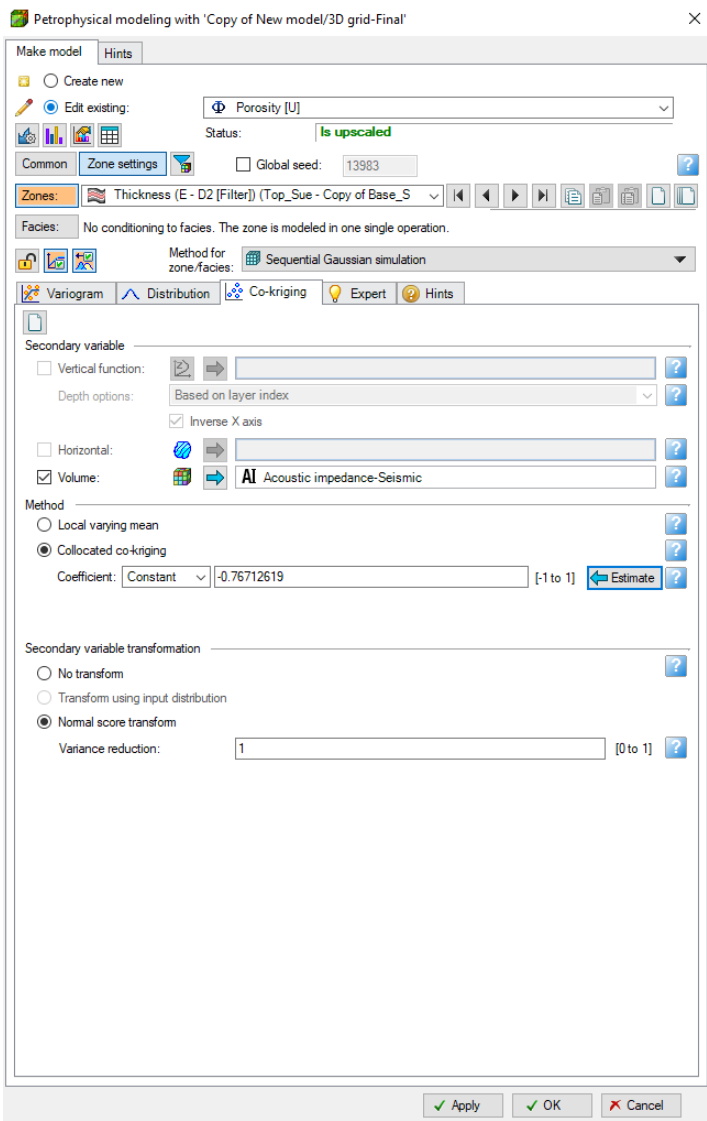 Petrophysical modeling with 'Copy of New model/3D grid-Final'
Make model Hints
Create new
Edit existing: Φ Porosity [U]
Status: Is upscaled
Common Zone settings Global seed: 13983 ?
Zones: Thickness (E - D2 [Filter]) (Top_Sue - Copy of Base_S
Facies: No conditioning to facies. The zone is modeled in one single operation.
Method for
zone/facies: Sequential Gaussian simulation
Variogram Distribution Co-kriging Expert ? Hints
Secondary variable
Vertical function: ?
Depth options: Based on layer index ?
Inverse X axis
Horizontal: ?
Volume: AI Acoustic impedance-Seismic ?
Method
Local varying mean ?
Collocated co-kriging ?
Coefficient: Constant -0.76712619 [-1 to 1] Estimate ?
Secondary variable transformation
No transform ?
Transform using input distribution
Normal score transform
Variance reduction: 1 [0 to 1] ?
Apply OK Cancel